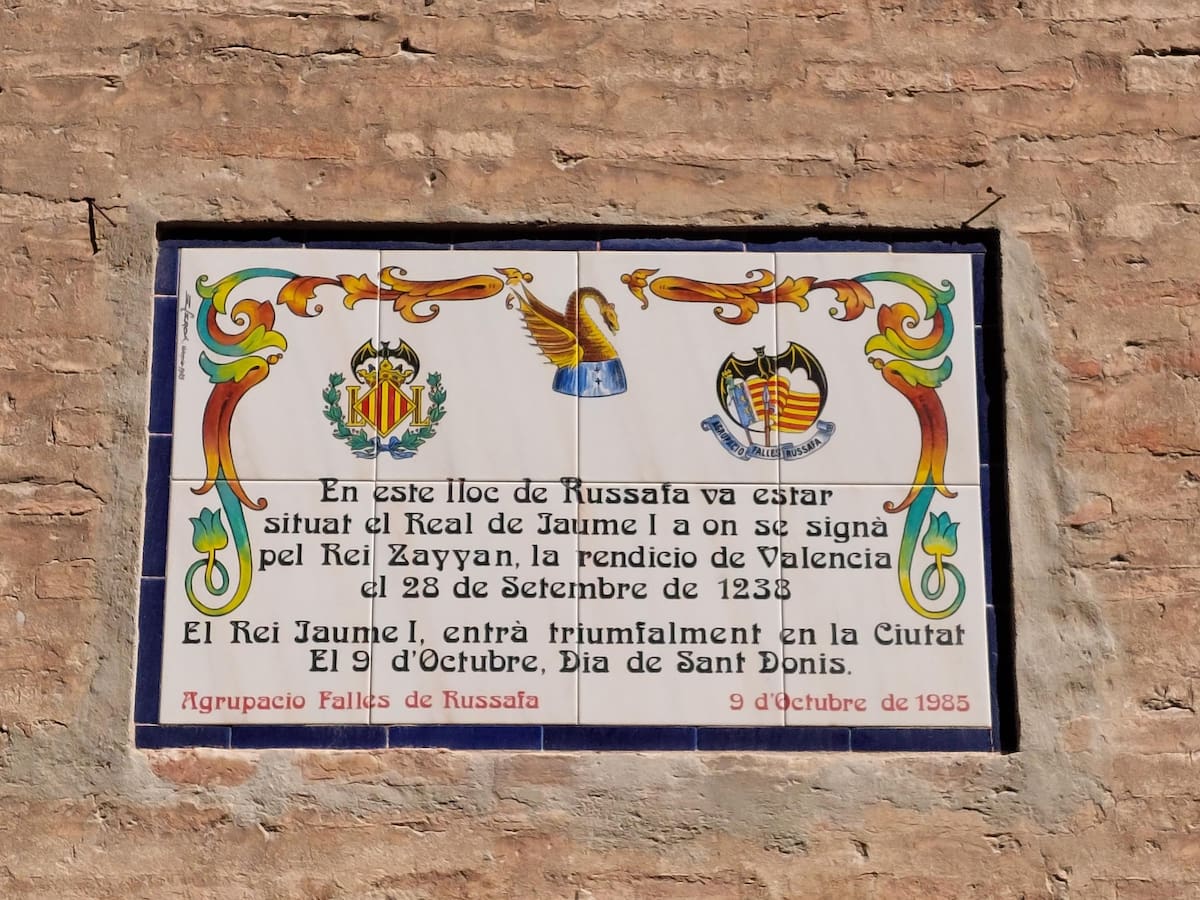 AGRUPACIO FALLES RUSSAFA
En este lloc de Russafa va estar
situat el Real de Jaume I a on se signà
pel Rei Zayyan, la rendicio de Valencia
el 28 de Setembre de 1238
El Rei Jaume I, entrà triumfalment en la Ciutat
El 9 d'Octubre, Dia de Sant Donis.
Agrupacio Falles de Russafa 9 d'Octubre de 1985